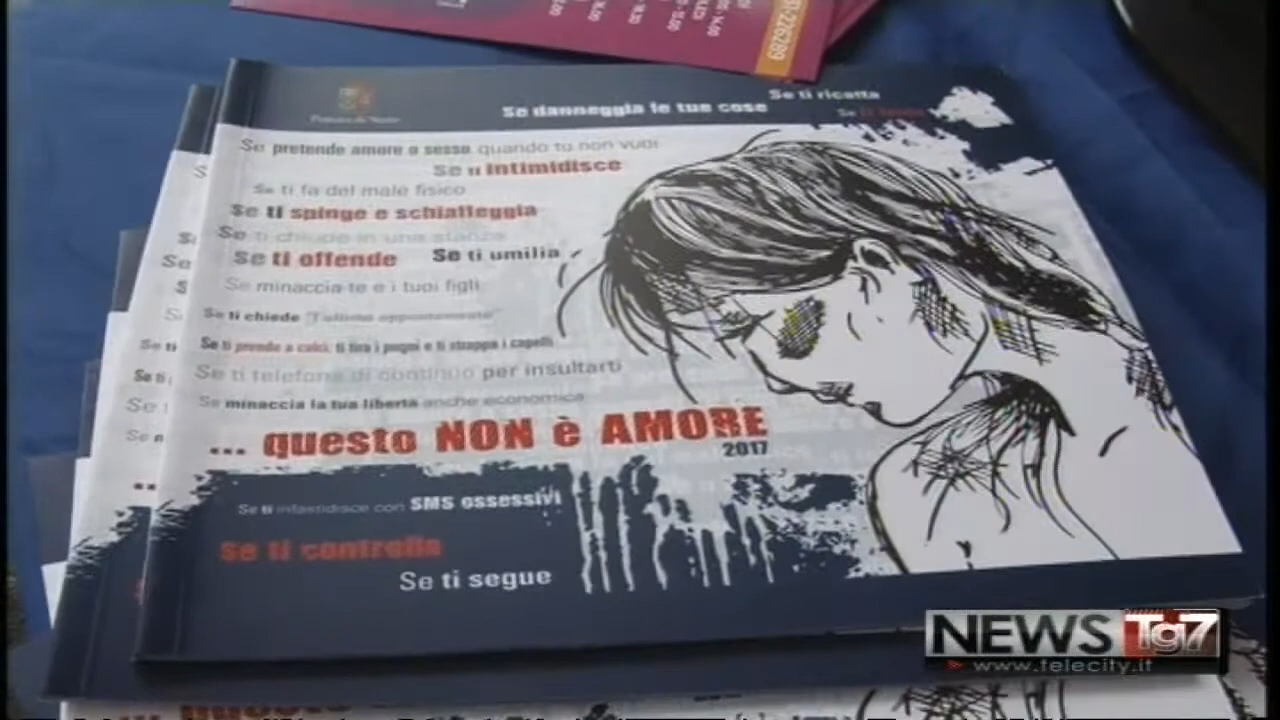 Se ti ricatta
Se danneggia le tue cose
Se
Polizia di Stato
Se pretende amore o sesso quando tu non vuoi
Se ti intimidisce
Se ti fa del male fisico
Se ti spinge e schiaffeggia
Se ti chiude in una stanza
Se ti offende Se ti umilia
Se minaccia te e i tuoi figli
Se ti chiede "l'ultimo appuntamento"
Se ti prende a calci, ti tira i pugni e ti strappa i capelli
Se ti telefona di continuo per insultarti
Se minaccia la tua libertà anche economica
... questo NON è AMORE
2017
Se ti infastidisce con SMS ossessivi
Se ti controlla
Se ti segue
NEWS Tg7
www.telecity.it